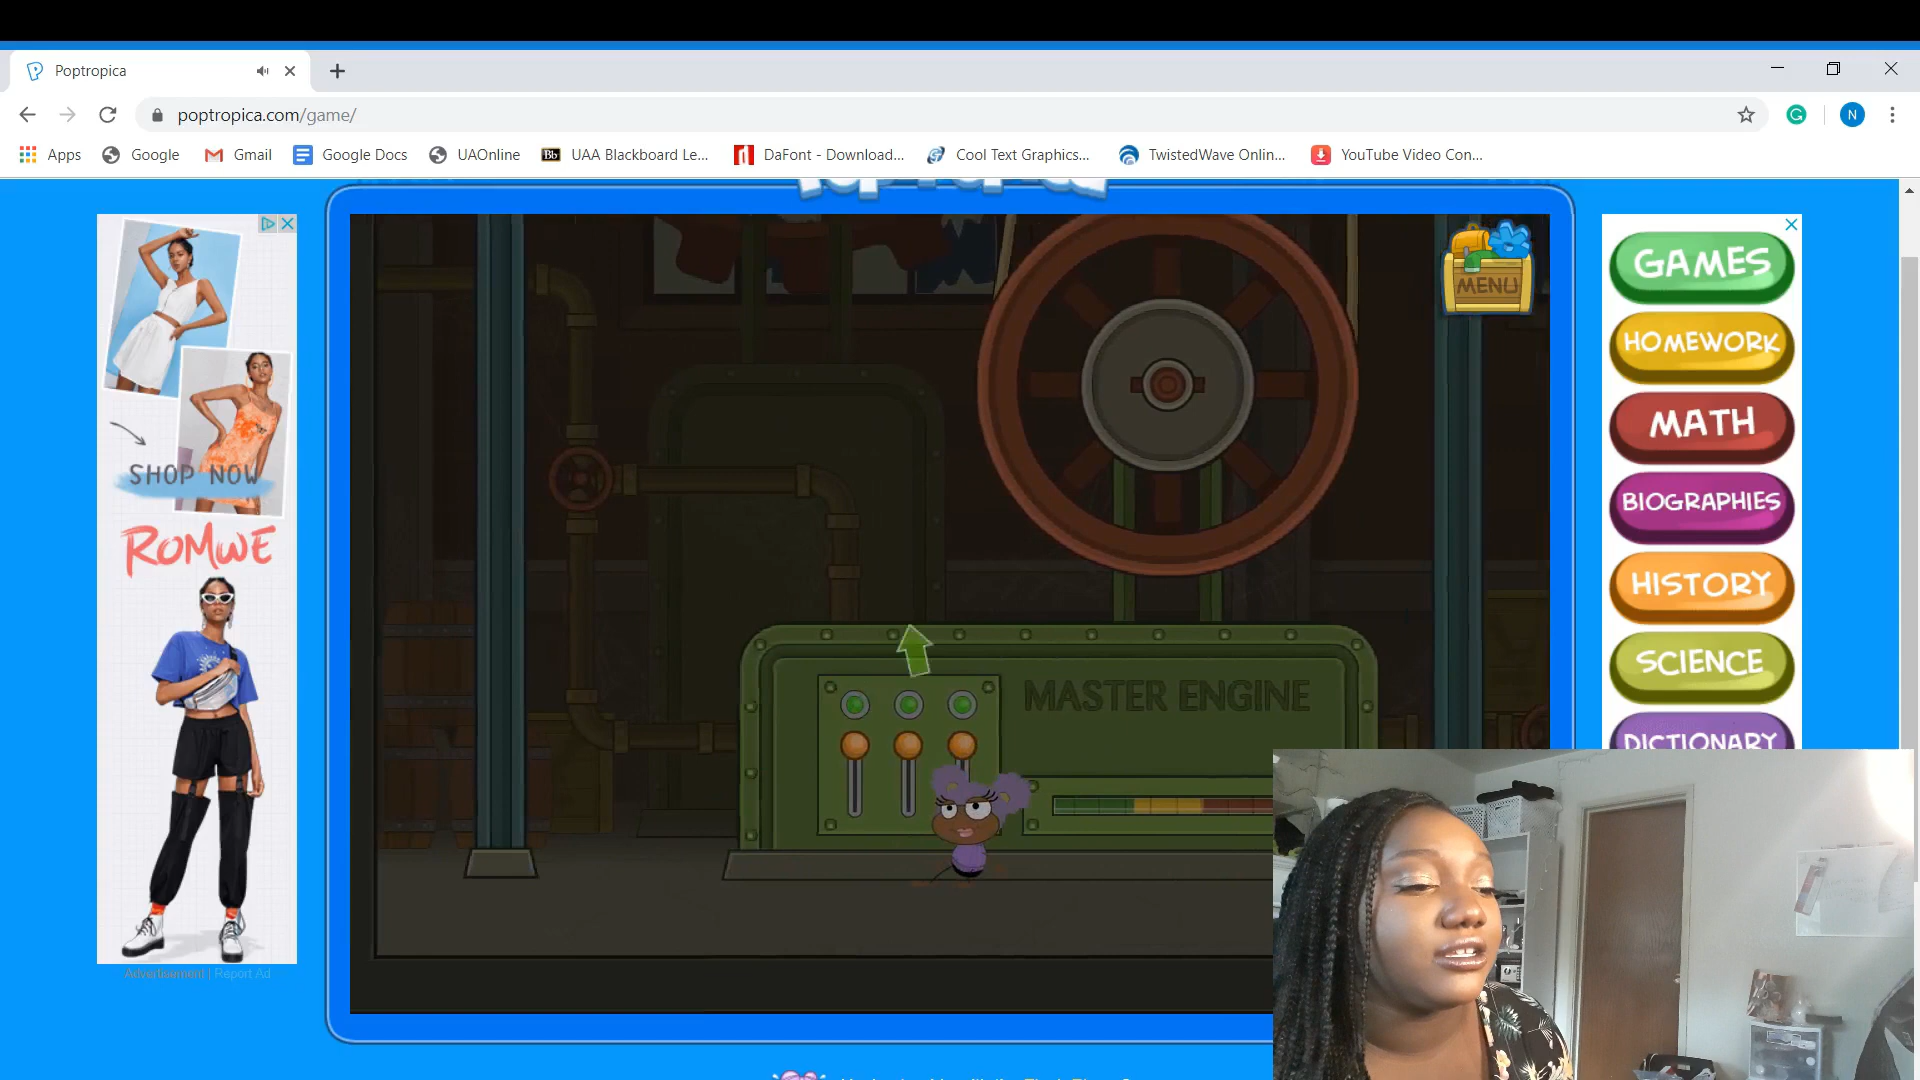 Poptropica
poptropica.com/game/
Apps
Google
Gmail
Google Docs
UAOnline
Bb
UAA Blackboard Le...
DaFont - Download...
Cool Text Graphics...
TwistedWave Onlin...
YouTube Video Con...
N
SHOP NOW
ROMWE
Advertisement | Report Ad
MENU
MASTER ENGINE
GAMES
HOMEWORK
MATH
BIOGRAPHIES
HISTORY
SCIENCE
DICTIONARY